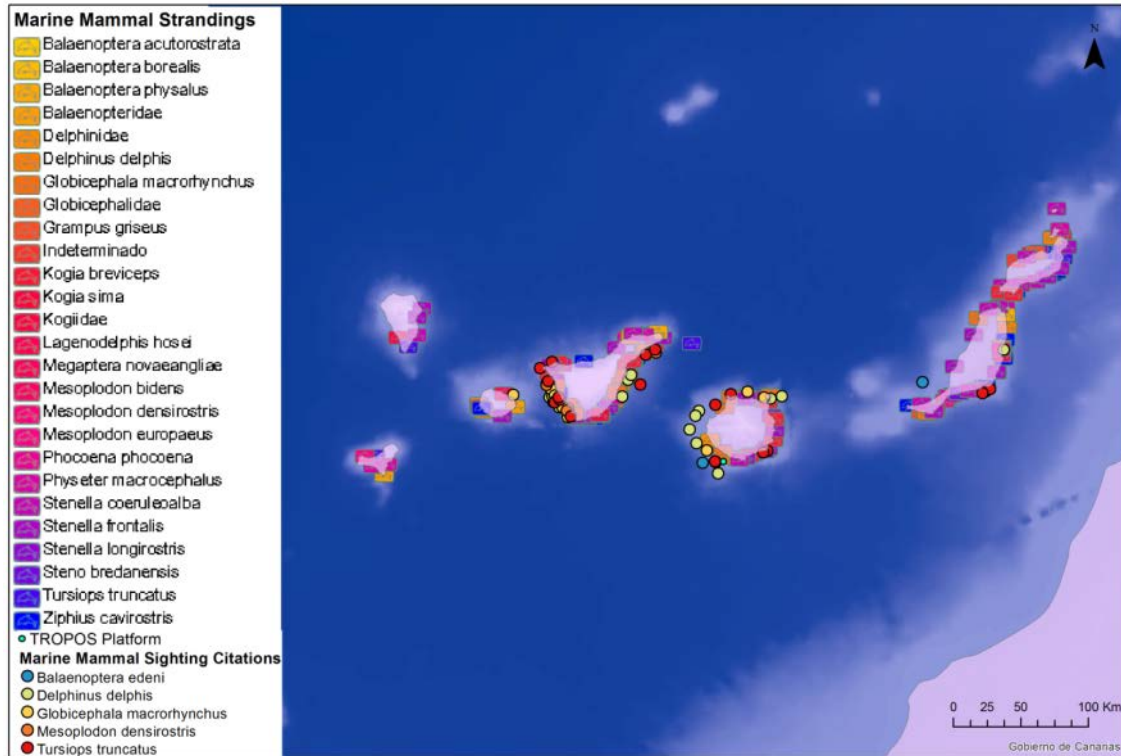 Marine Mammal Strandings
Balaenoptera acutorostrata
Balaenoptera borealis
Balaenoptera physalus
Balaenopteridae
Delphinidae
Delphinus delphis
Globicephala macrorhynchus
Globicephalidae
Grampus griseus
Indeterminado
Kogia breviceps
Kogia sima
Kogiidae
Lagenodelphis hosei
Megaptera novaeangliae
Mesoplodon bidens
Mesoplodon densirostris
Mesoplodon europaeus
Phocoena phocoena
Physeter macrocephalus
Stenella coeruleoalba
Stenella frontalis
Stenella longirostris
Steno bredanensis
Tursiops truncatus
Ziphius cavirostris
TROPOS Platform
Marine Mammal Sighting Citations
Balaenoptera edeni
Delphinus delphis
Globicephala macrorhynchus
Mesoplodon densirostris
Tursiops truncatus
N
0 25 50 100 Km
Gobierno de Canarias